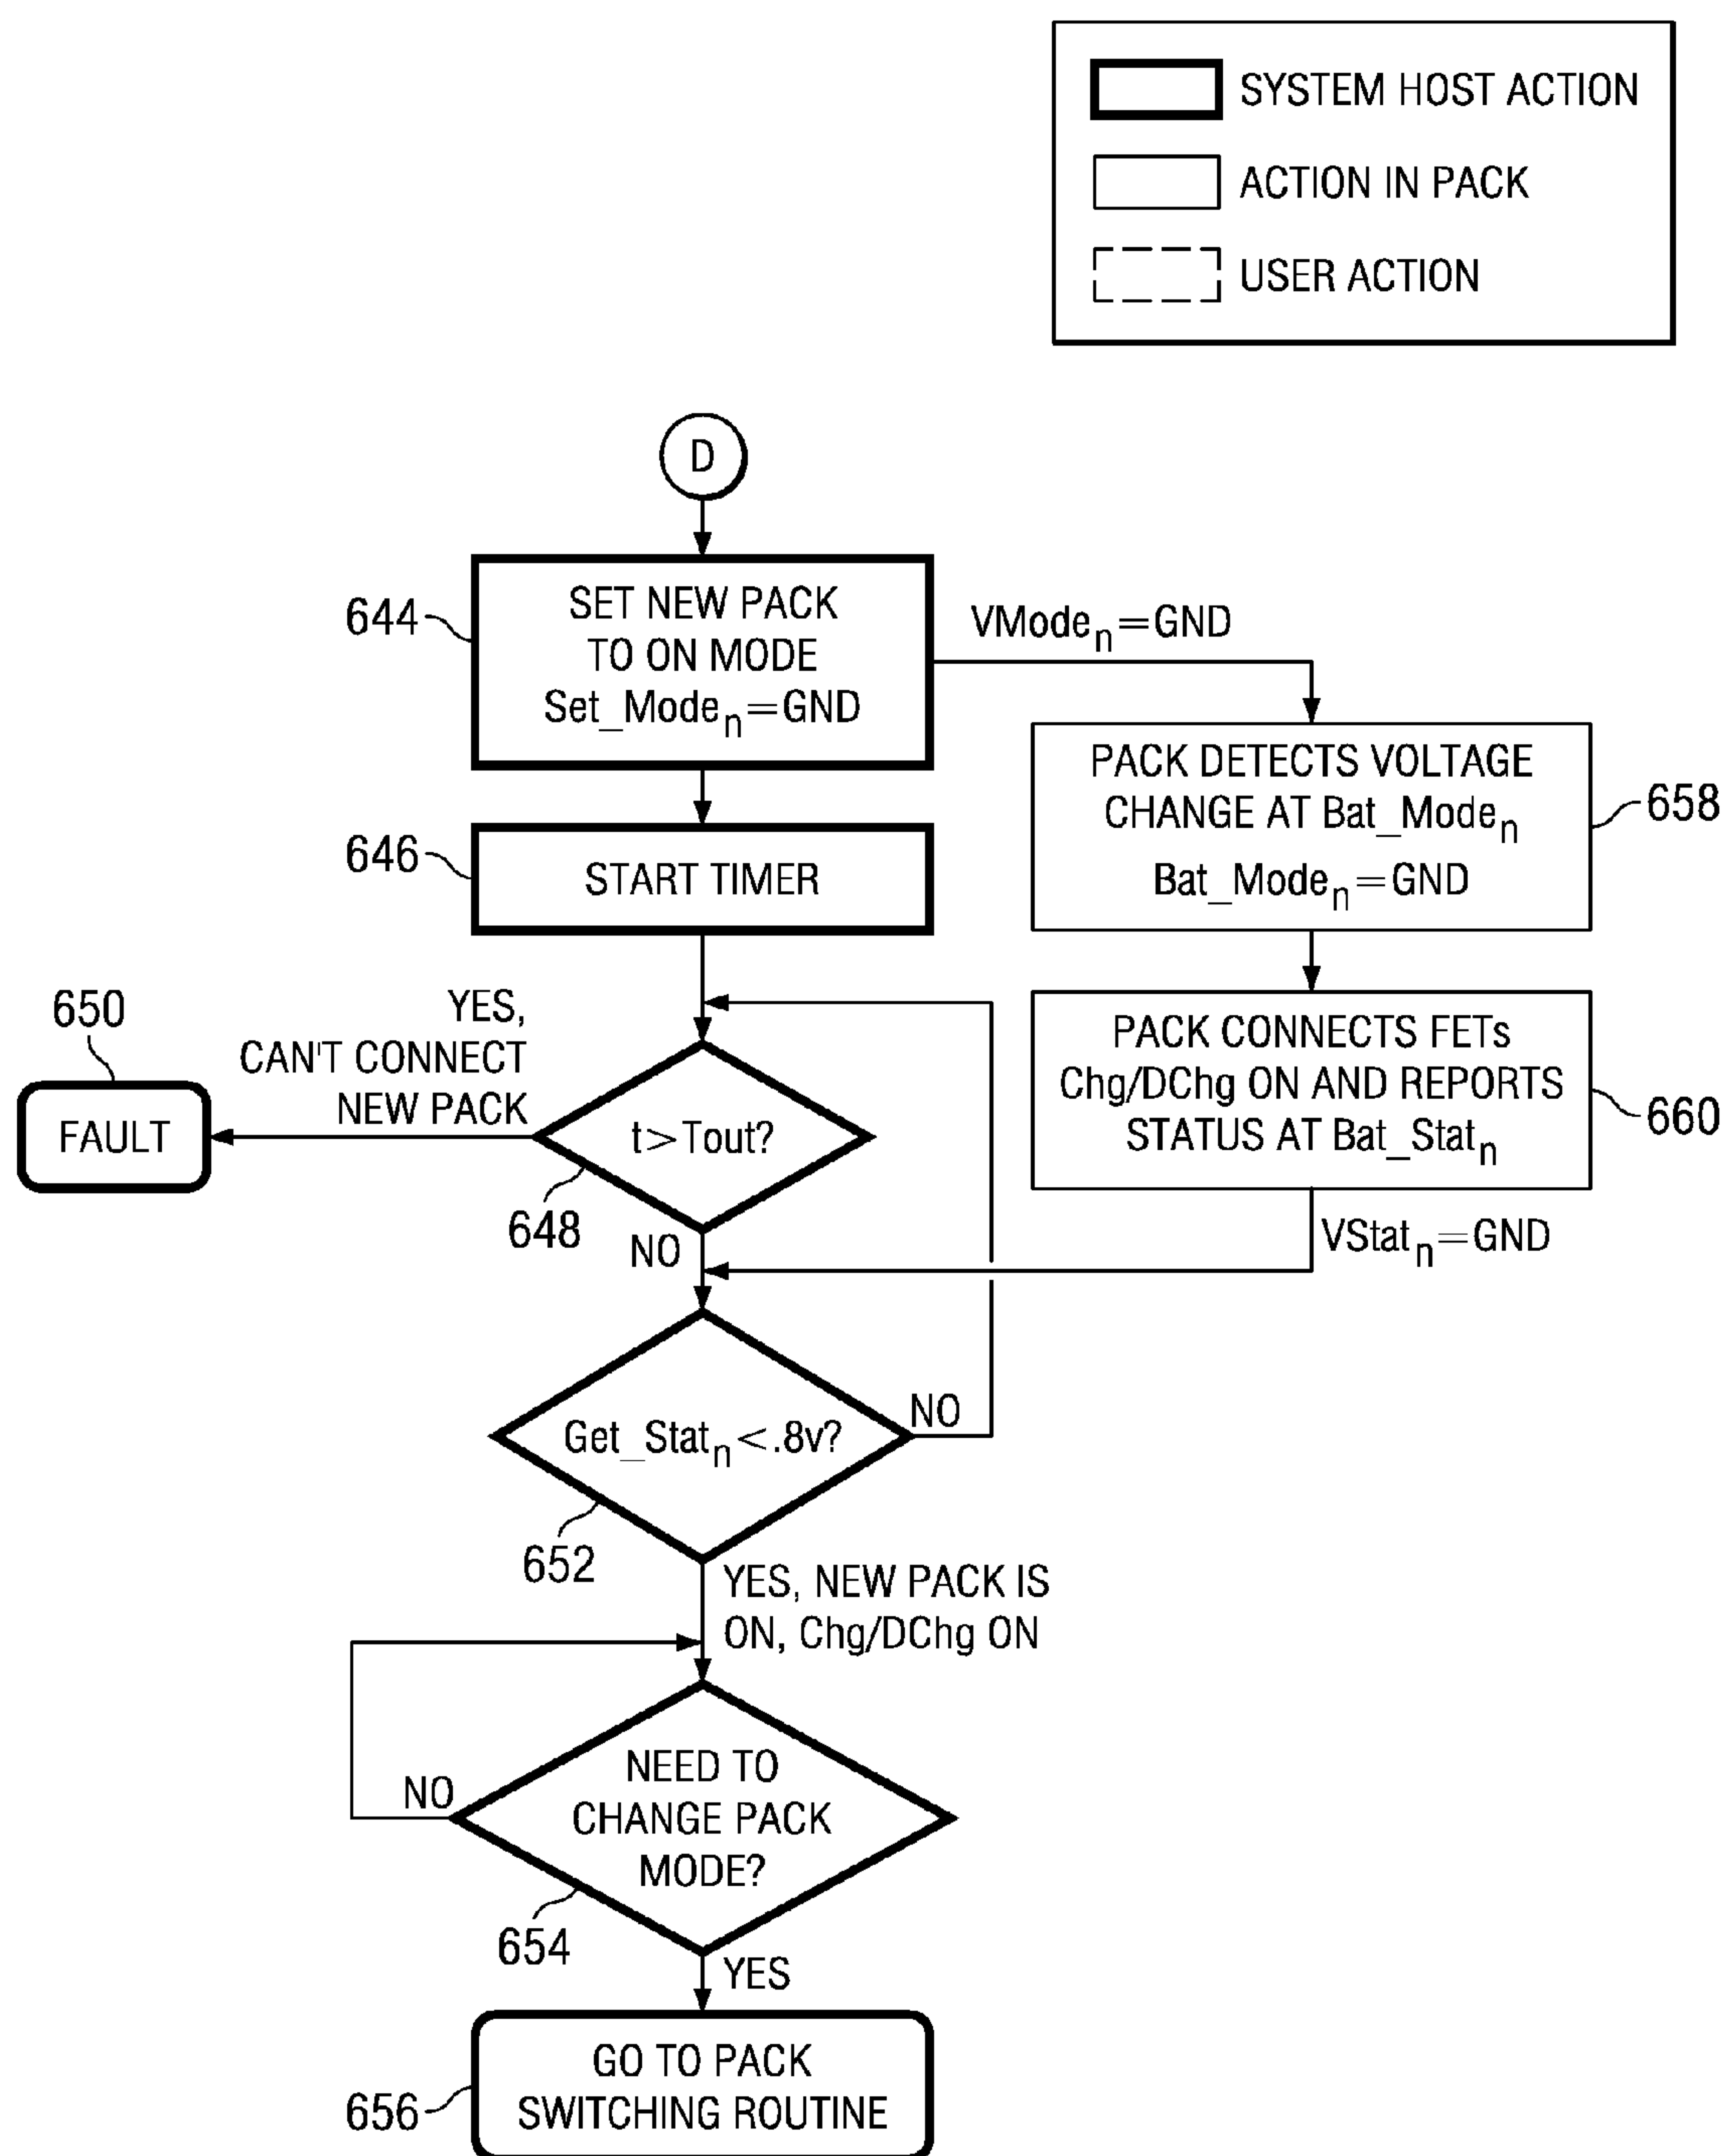 SYSTEM HOST ACTION
ACTION IN PACK
USER ACTION
D
644
SET NEW PACK
TO ON MODE
Set_Modeₙ=GND
VModeₙ=GND
646
START TIMER
PACK DETECTS VOLTAGE
CHANGE AT Bat_Modeₙ
Bat_Modeₙ=GND
658
650
FAULT
YES,
CAN'T CONNECT
NEW PACK
t>Tout?
648
NO
PACK CONNECTS FETs
Chg/DChg ON AND REPORTS
STATUS AT Bat_Statₙ
660
VStatₙ=GND
Get_Statₙ<.8v?
NO
652
YES, NEW PACK IS
ON, Chg/DChg ON
NO
NEED TO
CHANGE PACK
MODE?
654
YES
GO TO PACK
SWITCHING ROUTINE
656